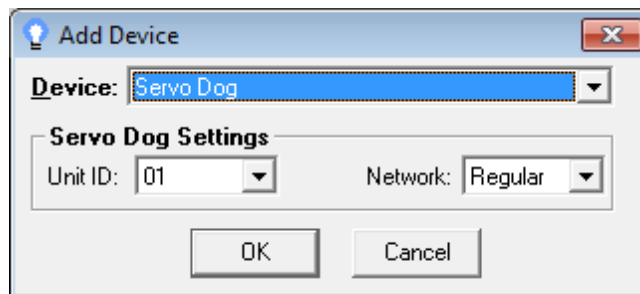 Add Device
Device: Servo Dog
Servo Dog Settings
Unit ID: 01 Network: Regular
OK Cancel